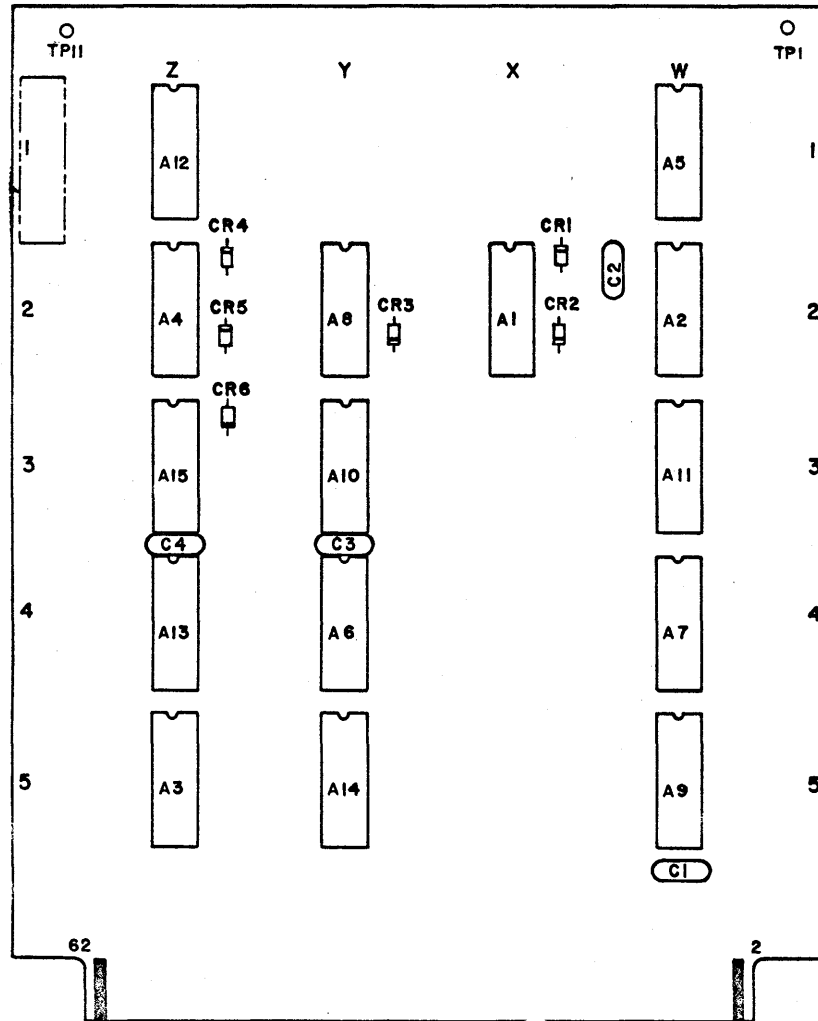 TP11 TP1
Z Y X W
1 A12 A5 1
CR4 CR1
C2
2 A4 CR5 A8 CR3 A1 CR2 A2 2
CR6
3 A15 A10 A11 3
C4 C3
4 A13 A6 A7 4
5 A3 A14 A9 5
C1
62 2